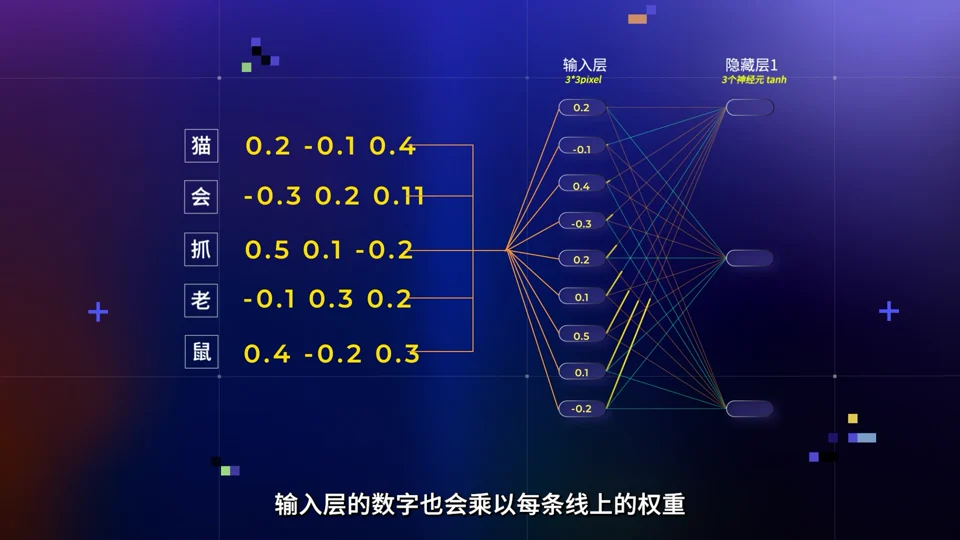 输入层
3*3pixel
隐藏层1
3个神经元 tanh
猫 0.2 -0.1 0.4
会 -0.3 0.2 0.11
抓 0.5 0.1 -0.2
老 -0.1 0.3 0.2
鼠 0.4 -0.2 0.3
0.2
-0.1
0.4
-0.3
0.2
0.1
0.5
0.1
-0.2
输入层的数字也会乘以每条线上的权重